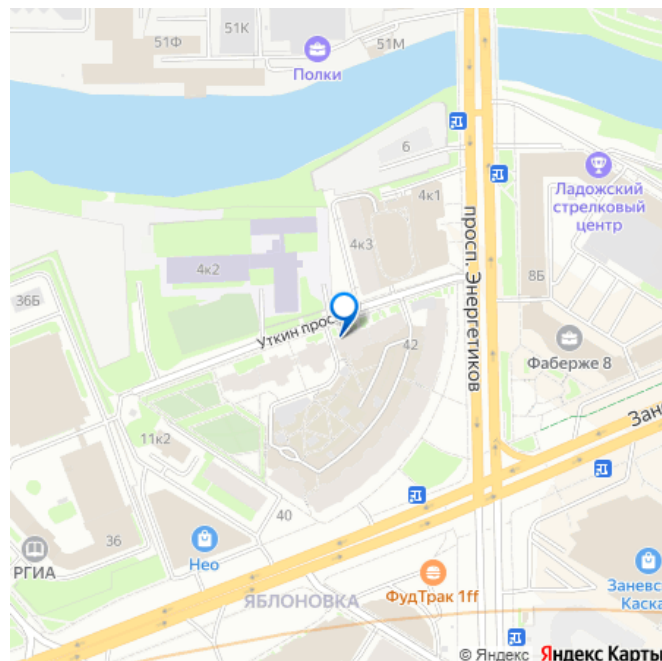 51К
51Ф
51М
Полки
6
Ладожский
стрелковый
центр
4к1
4к3
просп. Энергетиков
4к2
8Б
36Б
Уткин прос
42
Фаберже 8
Зан
11к2
40
36
Нео
РГИА
ФудТрак 1ff
Заневс
Каска
ЯБЛОНОВКА
© Яндекс Яндекс Карты